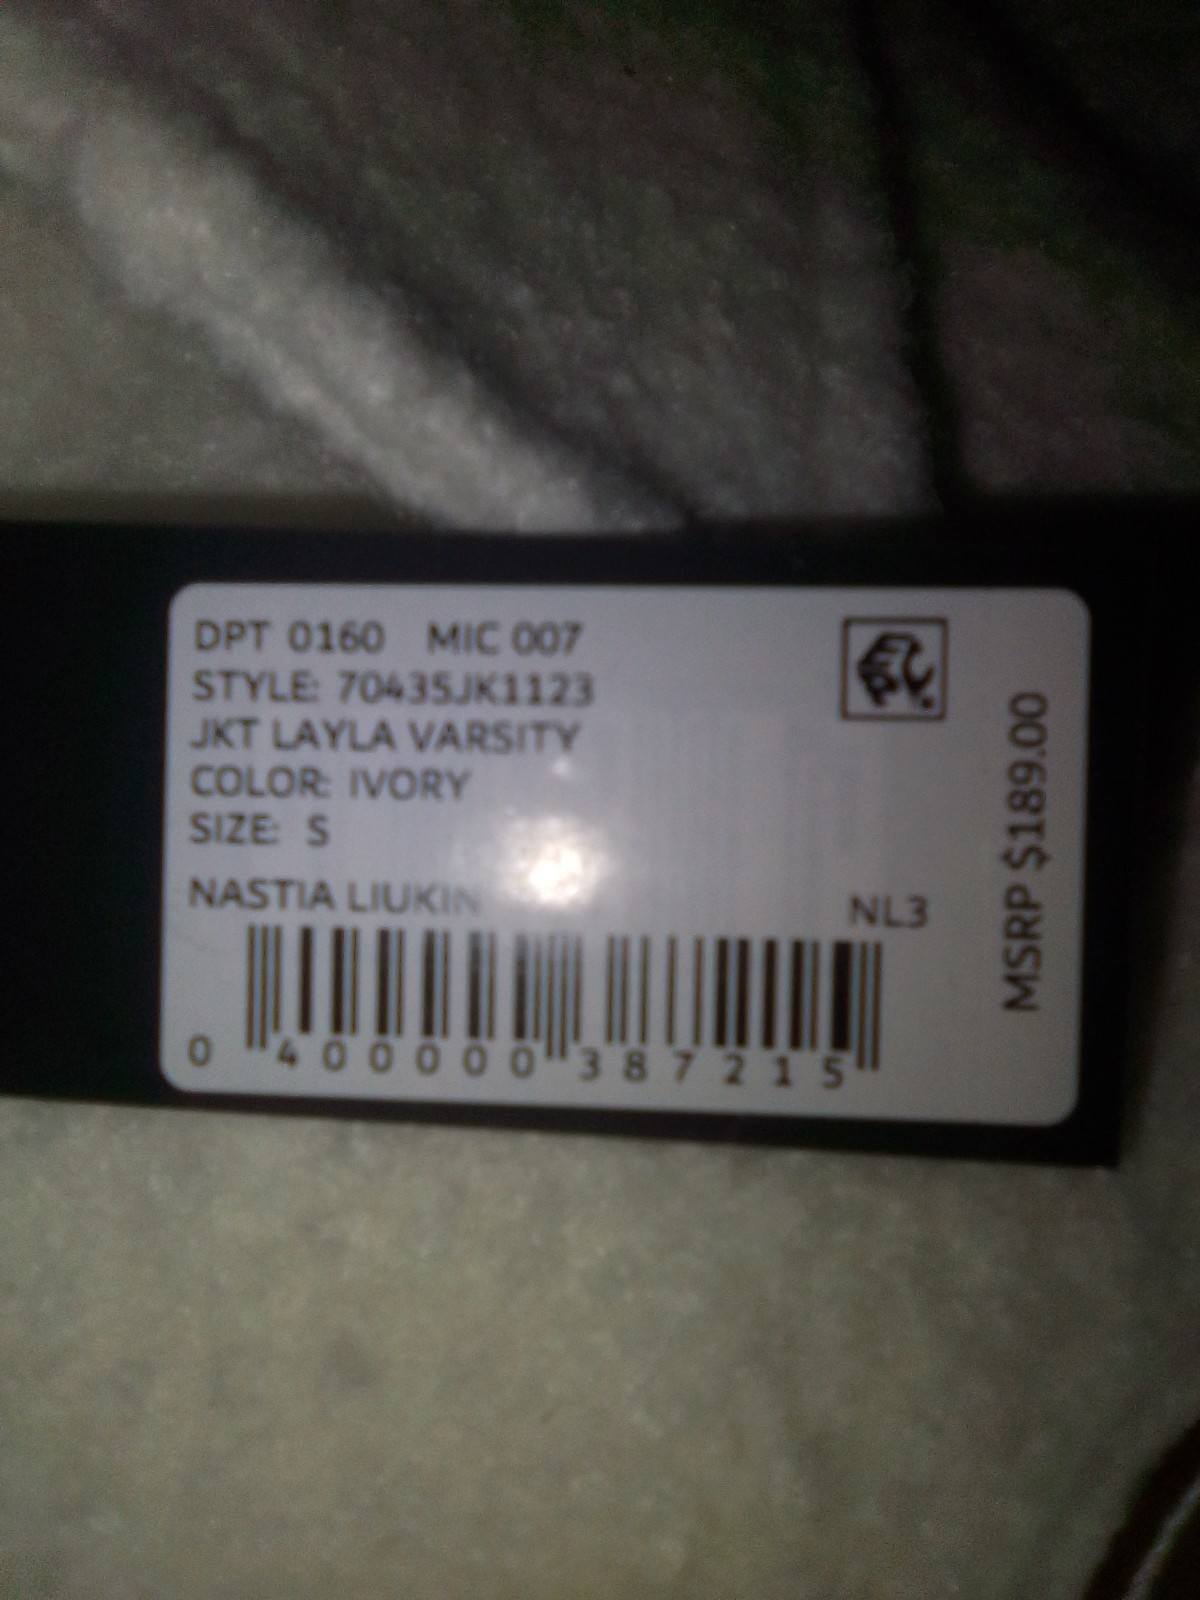 DPT 0160 MIC 007
STYLE: 70435JK1123
JKT LAYLA VARSITY
COLOR: IVORY
SIZE: S
NASTIA LIUKIN
NL3
0 400000 387215
MSRP $189.00